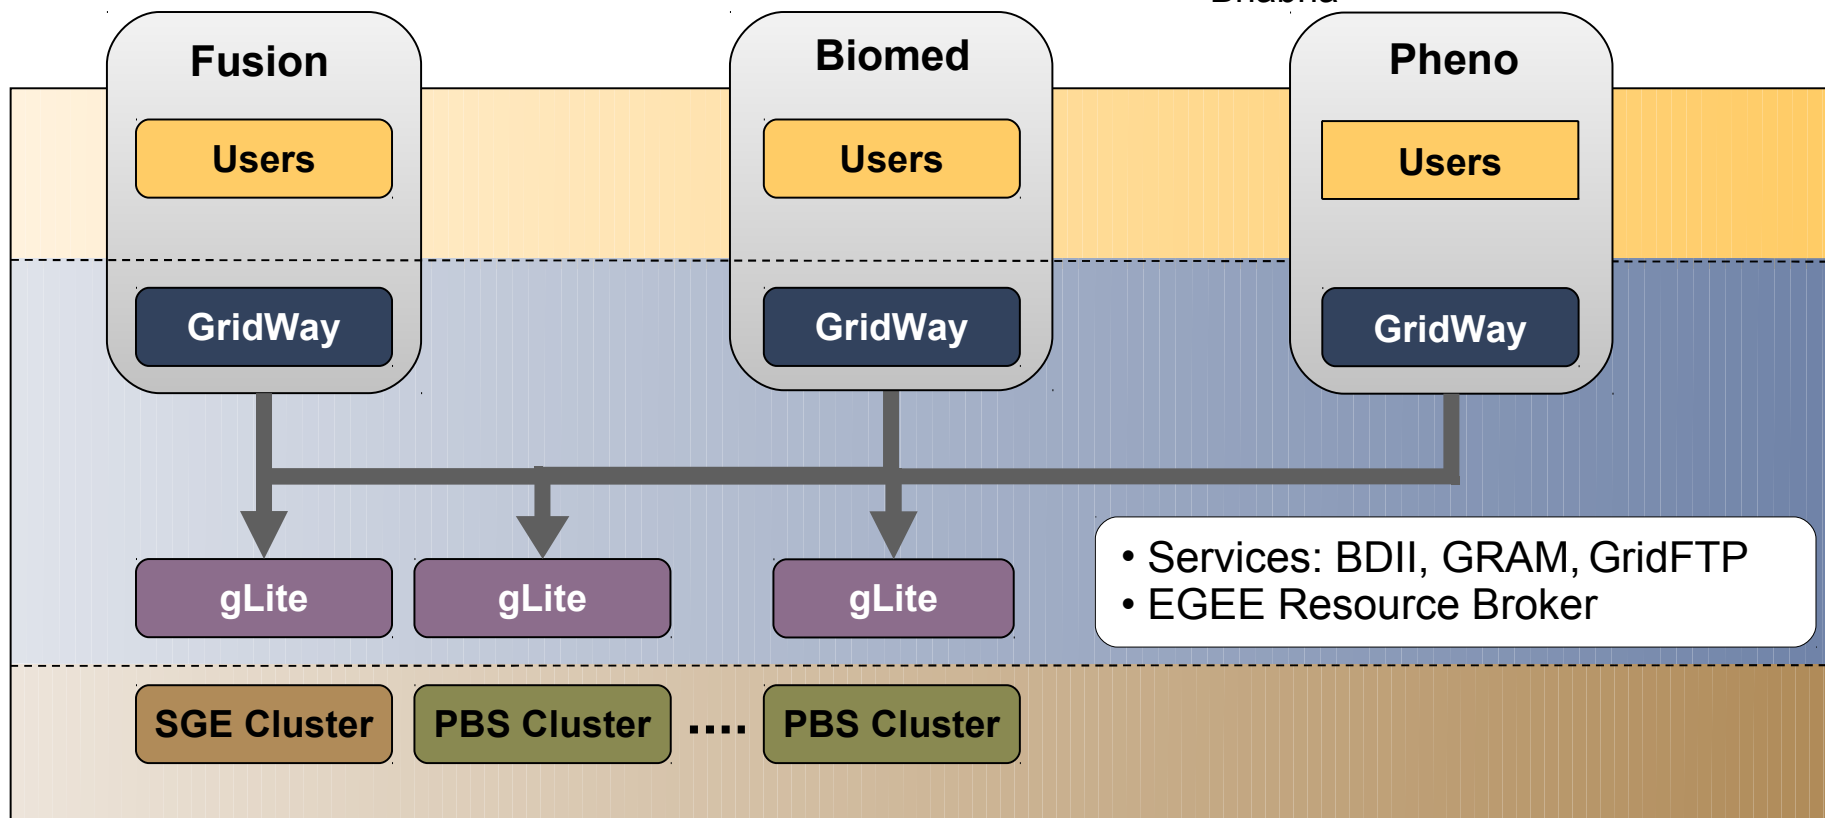 Fusion
Biomed
Pheno
Users
Users
Users
GridWay
GridWay
GridWay
gLite
gLite
gLite
• Services: BDII, GRAM, GridFTP
• EGEE Resource Broker
SGE Cluster
PBS Cluster
....
PBS Cluster